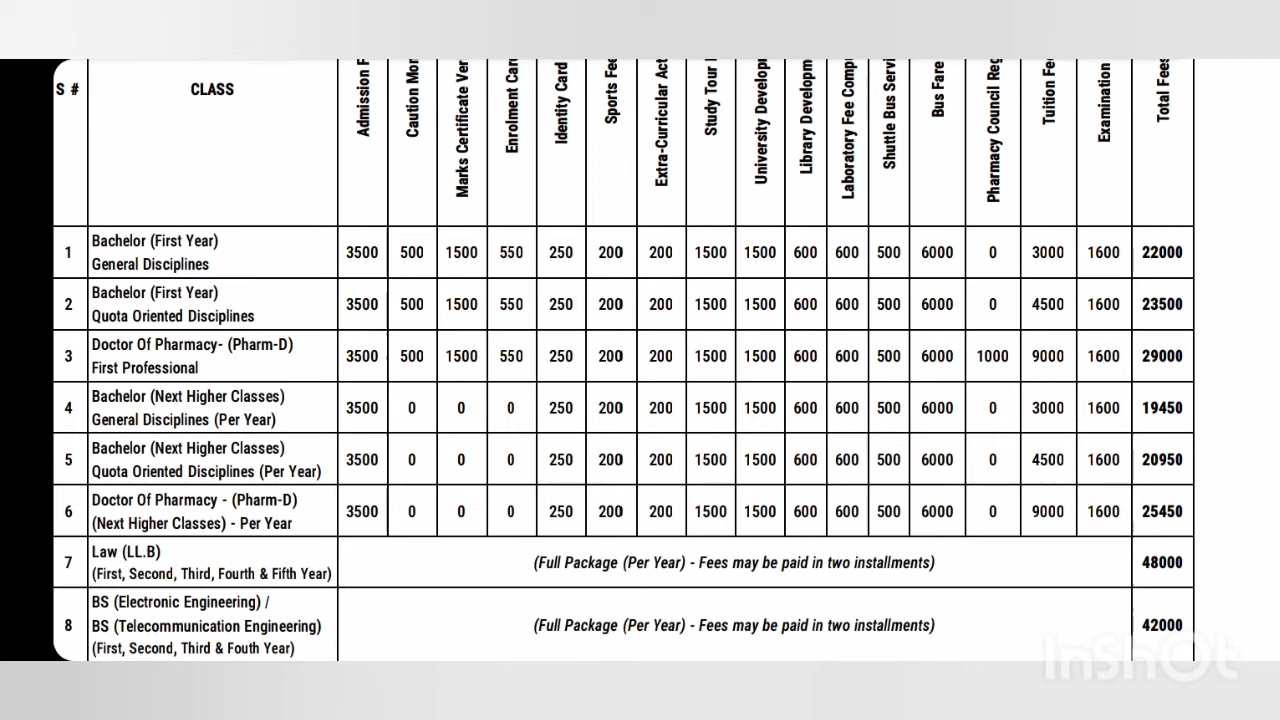 S # CLASS Admission F Caution Mon Marks Certificate Ver Enrolment Card Identity Card Sports Fee Extra-Curricular Act Study Tour University Developm Library Developm Laboratory Fee Comp Shuttle Bus Servi Bus Fare Pharmacy Council Reg Tuition Fee Examination Total Fees
1 Bachelor (First Year) 3500 500 1500 550 250 200 200 1500 1500 600 600 500 6000 0 3000 1600 22000
General Disciplines
2 Bachelor (First Year) 3500 500 1500 550 250 200 200 1500 1500 600 600 500 6000 0 4500 1600 23500
Quota Oriented Disciplines
3 Doctor Of Pharmacy- (Pharm-D) 3500 500 1500 550 250 200 200 1500 1500 600 600 500 6000 1000 9000 1600 29000
First Professional
4 Bachelor (Next Higher Classes) 3500 0 0 0 250 200 200 1500 1500 600 600 500 6000 0 3000 1600 19450
General Disciplines (Per Year)
5 Bachelor (Next Higher Classes) 3500 0 0 0 250 200 200 1500 1500 600 600 500 6000 0 4500 1600 20950
Quota Oriented Disciplines (Per Year)
6 Doctor Of Pharmacy - (Pharm-D) 3500 0 0 0 250 200 200 1500 1500 600 600 500 6000 0 9000 1600 25450
(Next Higher Classes) - Per Year
7 Law (LL.B) (Full Package (Per Year) - Fees may be paid in two installments) 48000
(First, Second, Third, Fourth & Fifth Year)
BS (Electronic Engineering) /
8 BS (Telecommunication Engineering) (Full Package (Per Year) - Fees may be paid in two installments) 42000
(First, Second, Third & Fouth Year)
InShOt